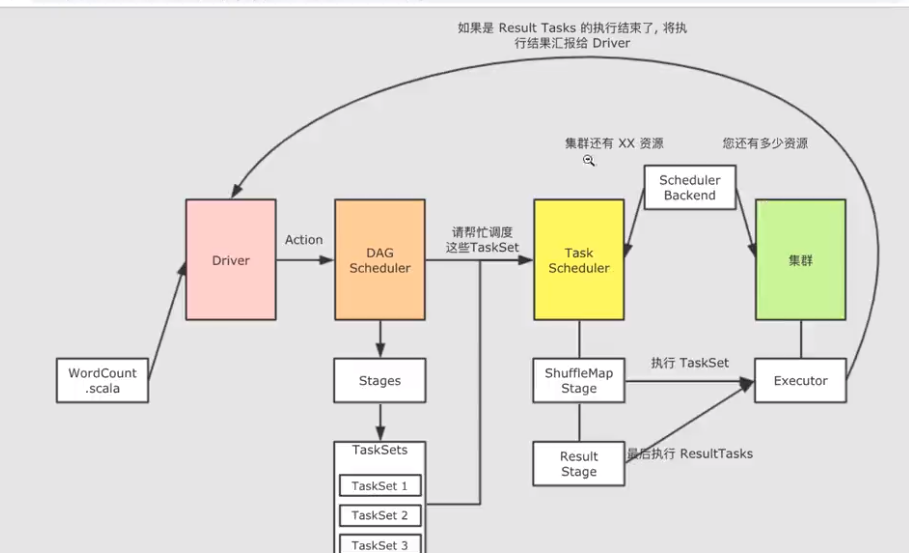 如果是 Result Tasks 的执行结束了, 将执
行结果汇报给 Driver
集群还有 XX 资源
您还有多少资源
Scheduler
Backend
Driver
Action
DAG
Scheduler
请帮忙调度
这些TaskSet
Task
Scheduler
集群
WordCount
.scala
Stages
ShuffleMap
Stage
执行 TaskSet
Executor
TaskSets
TaskSet 1
TaskSet 2
TaskSet 3
Result
Stage
最后执行 ResultTasks